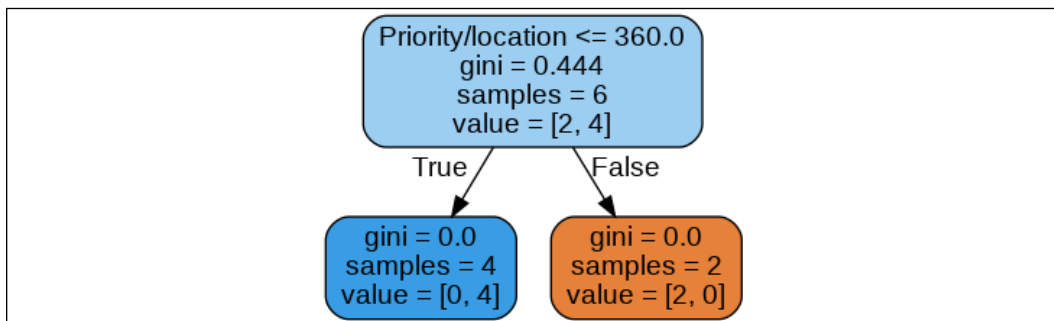 Priority/location <= 360.0
gini = 0.444
samples = 6
value = [2, 4]
True
False
gini = 0.0
samples = 4
value = [0, 4]
gini = 0.0
samples = 2
value = [2, 0]